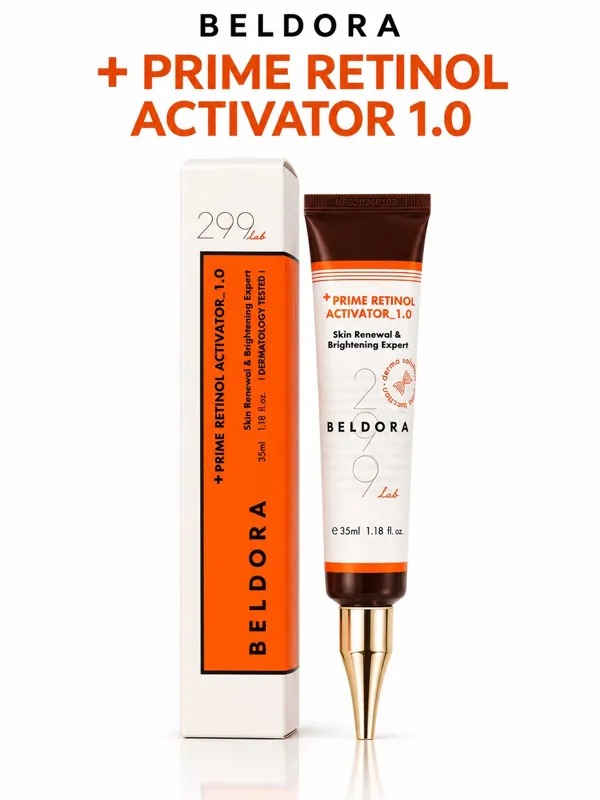 BELDORA
+ PRIME RETINOL
ACTIVATOR 1.0
299 Lab
+PRIME RETINOL ACTIVATOR_1.0
Skin Renewal & Brightening Expert
35ml 1.18 fl.oz. | DERMATOLOGY TESTED |
BELDORA
+PRIME RETINOL
ACTIVATOR_1.0
Skin Renewal &
Brightening Expert
derma solution
299
BELDORA
Lab
e 35ml 1.18 fl. oz.